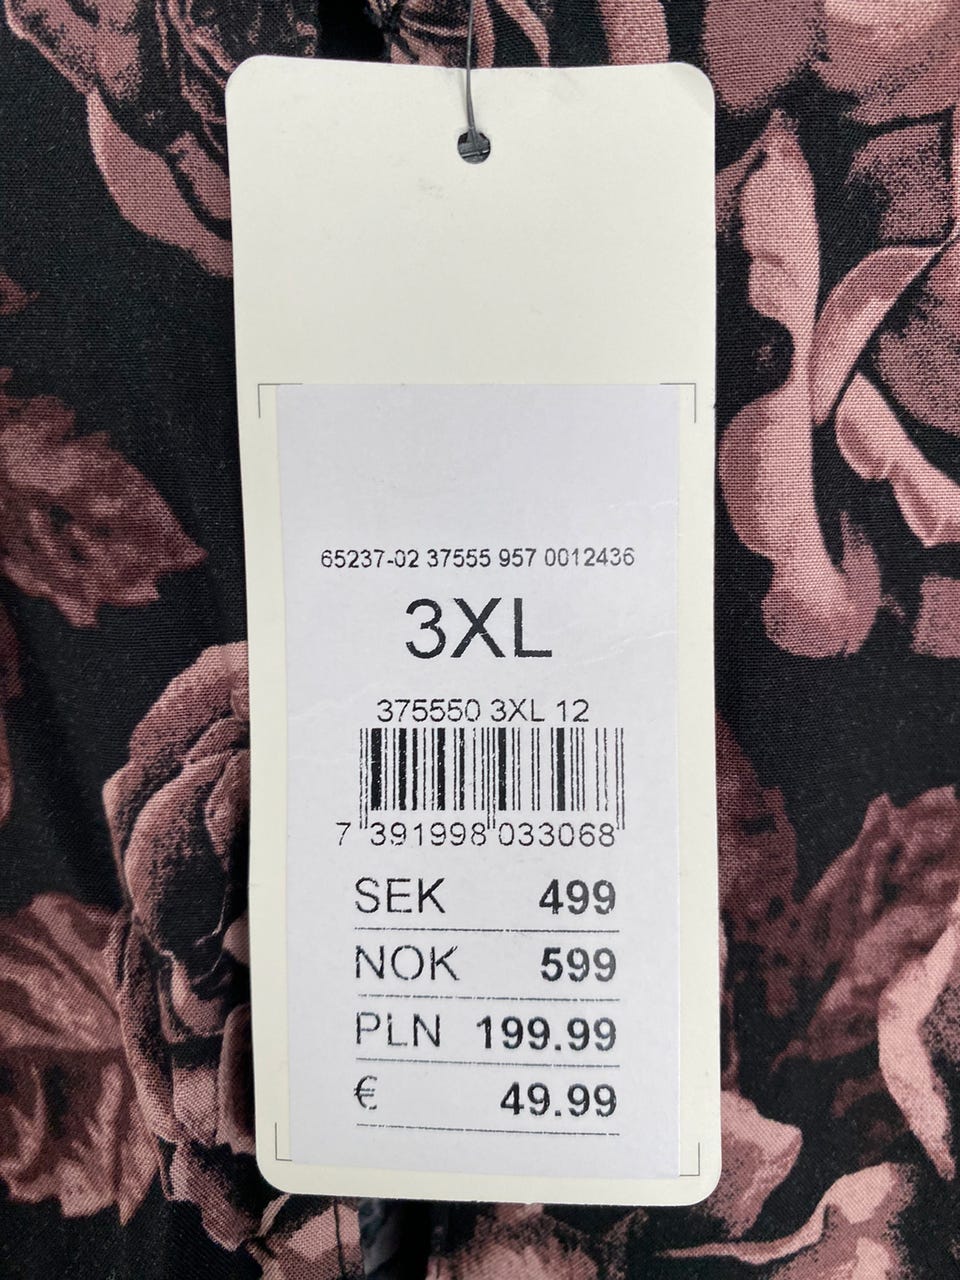 65237-02 37555 957 0012436
3XL
375550 3XL 12
7 391998 033068
SEK 499
NOK 599
PLN 199.99
€ 49.99